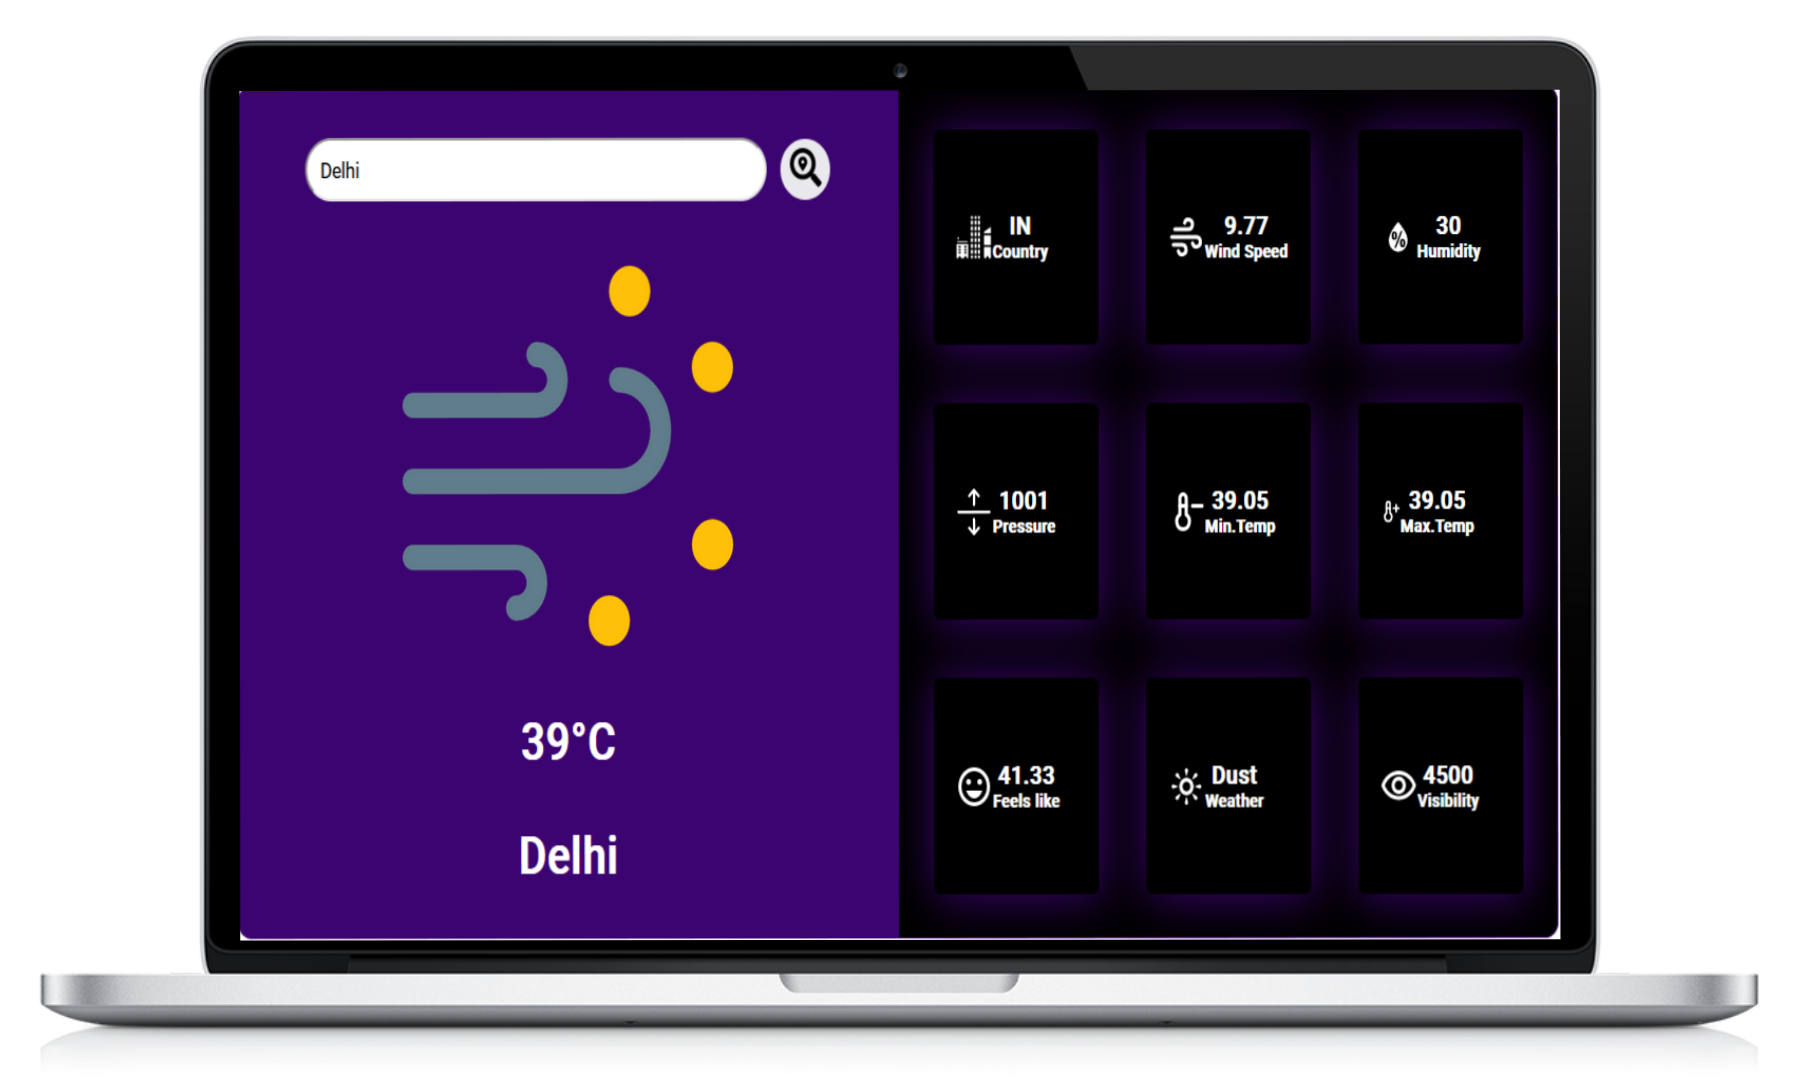 Delhi
39°C
Delhi
IN
Country
9.77
Wind Speed
30
Humidity
1001
Pressure
39.05
Min.Temp
39.05
Max.Temp
41.33
Feels like
Dust
Weather
4500
Visibility